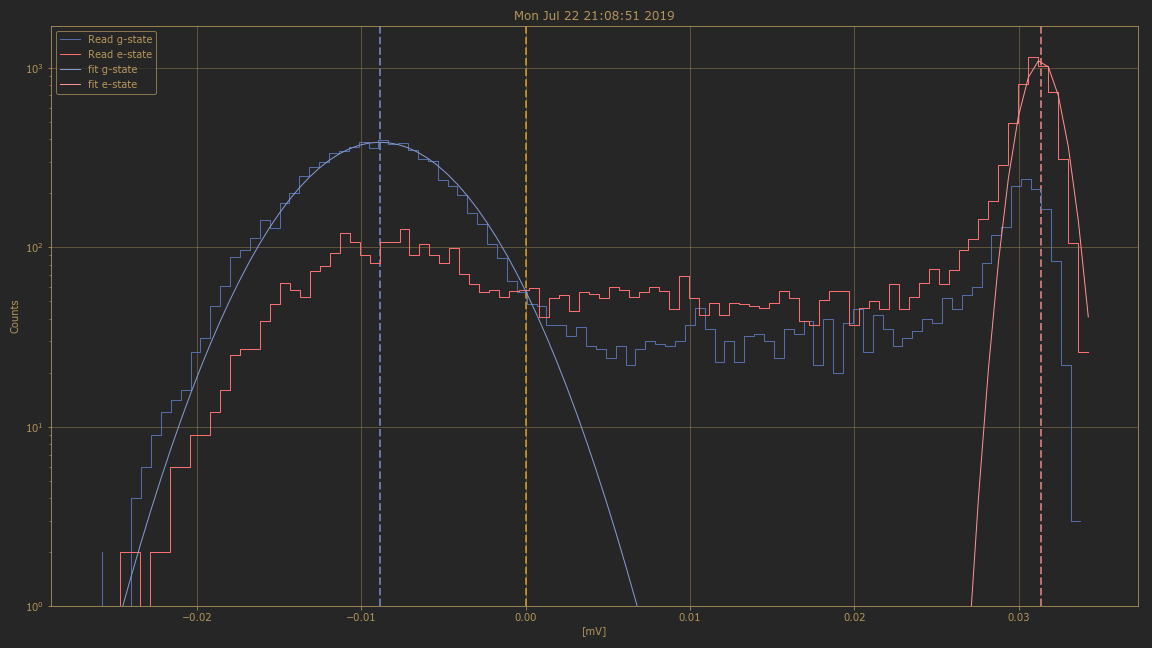 Mon Jul 22 21:08:51 2019
Read g-state
Read e-state
fit g-state
fit e-state
10³
10²
10¹
10⁰
Counts
−0.02 −0.01 0.00 0.01 0.02 0.03
[mV]